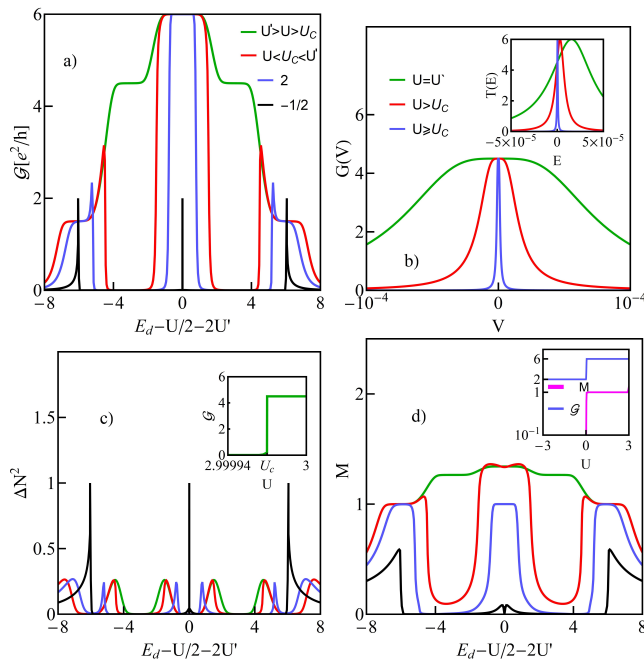 a)
U'>U>U_C
U<U_C<U'
2
−1/2
𝒢[e²/h]
6
4
2
0
−8 −4 0 4 8
E_d−U/2−2U'
U=U`
U>U_C
U⩾U_C
T(E)
6
4
2
0
−5×10⁻⁵ 0 5×10⁻⁵
E
G(V)
8
6
4
2
0
b)
−10⁻⁴ 0 10⁻⁴
V
c)
𝒢
6
4
2
0
2.99994 U_c 3
U
ΔN²
2
1.5
1
0.5
0
−8 −4 0 4 8
E_d−U/2−2U'
d)
6
2
1
10⁻¹
M
𝒢
−3 0 3
U
M
2
1
0
−8 −4 0 4 8
E_d−U/2−2U'